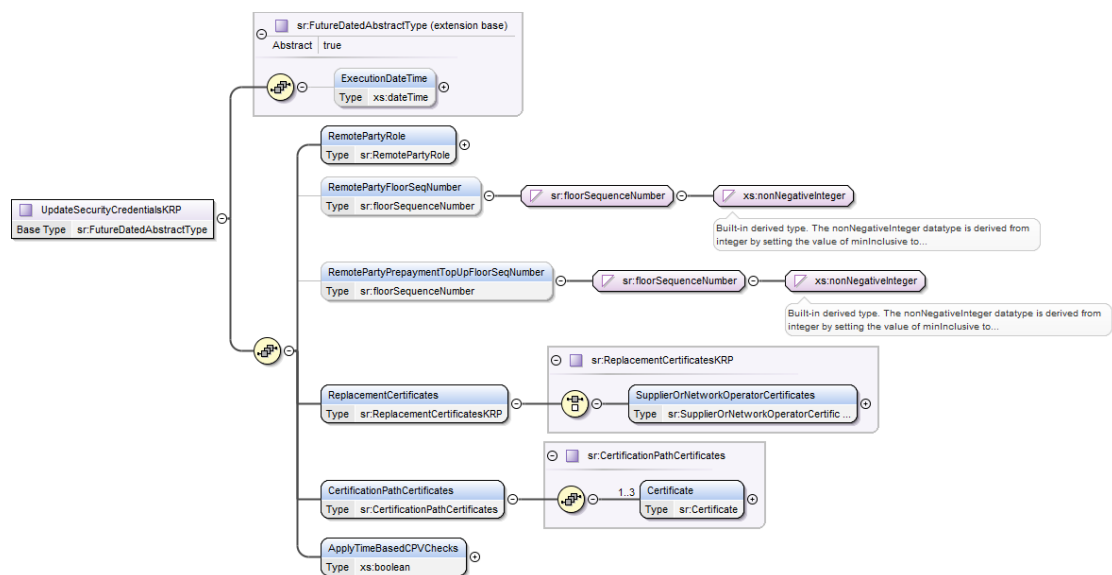 sr:FutureDatedAbstractType (extension base)
Abstract true
ExecutionDateTime
Type xs:dateTime
RemotePartyRole
Type sr:RemotePartyRole
RemotePartyFloorSeqNumber
Type sr:floorSequenceNumber
sr:floorSequenceNumber
xs:nonNegativeInteger
Built-in derived type. The nonNegativeInteger datatype is derived from
integer by setting the value of minInclusive to...
UpdateSecurityCredentialsKRP
Base Type sr:FutureDatedAbstractType
RemotePartyPrepaymentTopUpFloorSeqNumber
Type sr:floorSequenceNumber
sr:floorSequenceNumber
xs:nonNegativeInteger
Built-in derived type. The nonNegativeInteger datatype is derived from
integer by setting the value of minInclusive to...
ReplacementCertificates
Type sr:ReplacementCertificatesKRP
sr:ReplacementCertificatesKRP
SupplierOrNetworkOperatorCertificates
Type sr:SupplierOrNetworkOperatorCertific ...
CertificationPathCertificates
Type sr:CertificationPathCertificates
sr:CertificationPathCertificates
1..3
Certificate
Type sr:Certificate
ApplyTimeBasedCPVChecks
Type xs:boolean